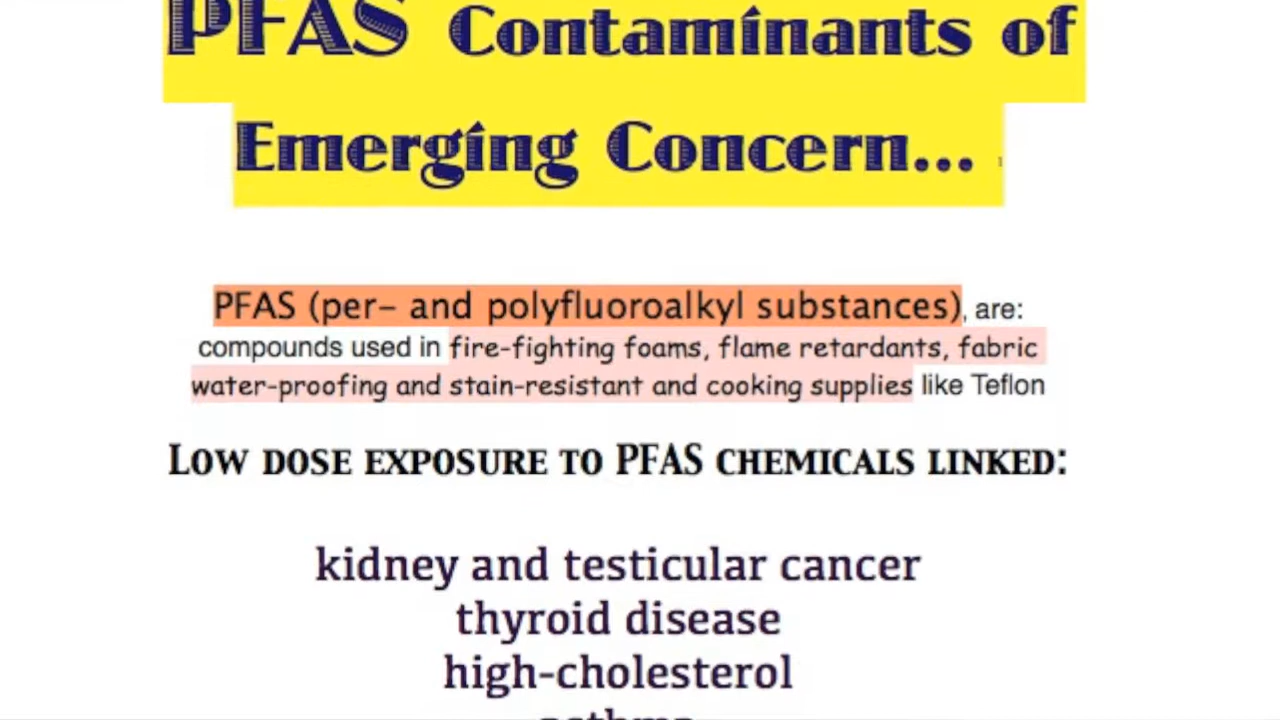 PFAS Contaminants of
Emerging Concern...
PFAS (per- and polyfluoroalkyl substances), are:
compounds used in fire-fighting foams, flame retardants, fabric
water-proofing and stain-resistant and cooking supplies like Teflon
LOW DOSE EXPOSURE TO PFAS CHEMICALS LINKED:
kidney and testicular cancer
thyroid disease
high-cholesterol